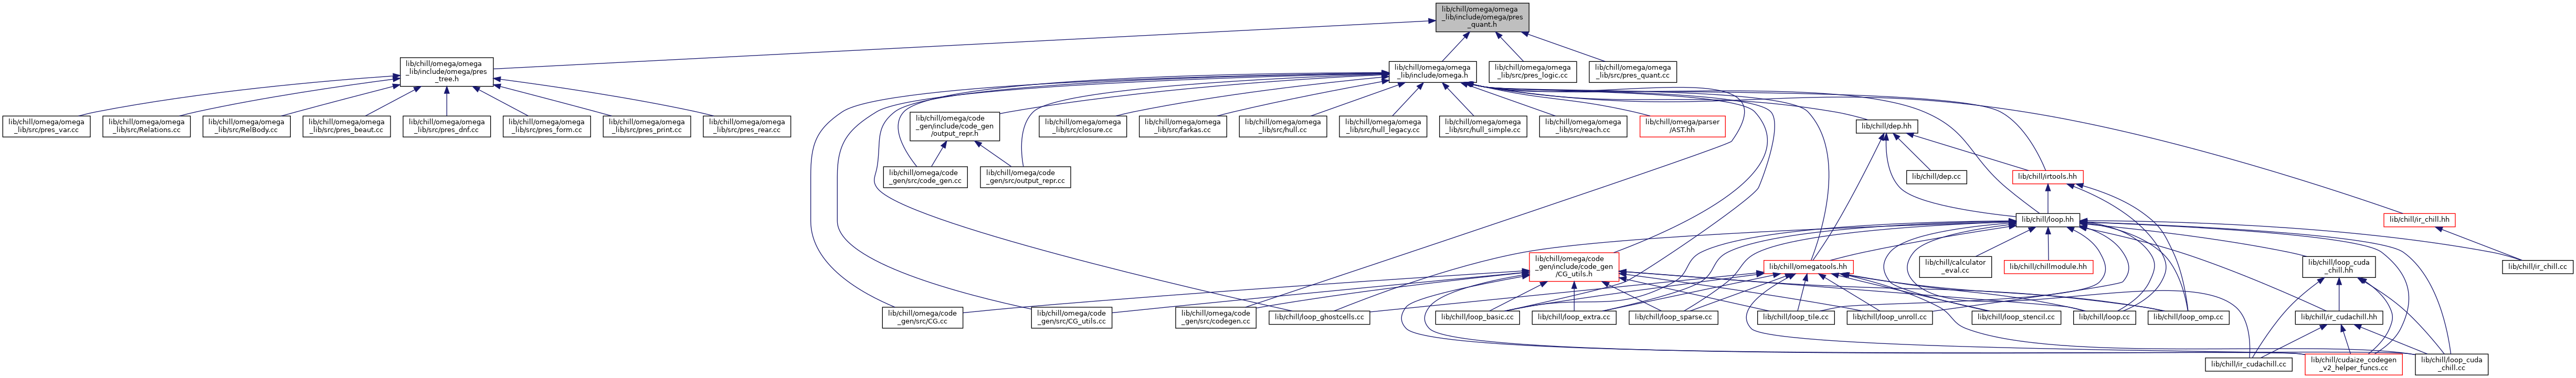 lib/chill/omega/omega
_lib/include/omega/pres
_quant.h
lib/chill/omega/omega
_lib/include/omega/pres
_tree.h
lib/chill/omega/omega
_lib/include/omega.h
lib/chill/omega/omega
_lib/src/pres_logic.cc
lib/chill/omega/omega
_lib/src/pres_quant.cc
lib/chill/omega/omega
_lib/src/pres_var.cc
lib/chill/omega/omega
_lib/src/Relations.cc
lib/chill/omega/omega
_lib/src/RelBody.cc
lib/chill/omega/omega
_lib/src/pres_beaut.cc
lib/chill/omega/omega
_lib/src/pres_dnf.cc
lib/chill/omega/omega
_lib/src/pres_form.cc
lib/chill/omega/omega
_lib/src/pres_print.cc
lib/chill/omega/omega
_lib/src/pres_rear.cc
lib/chill/omega/code
_gen/include/code_gen
/output_repr.h
lib/chill/omega/omega
_lib/src/closure.cc
lib/chill/omega/omega
_lib/src/farkas.cc
lib/chill/omega/omega
_lib/src/hull.cc
lib/chill/omega/omega
_lib/src/hull_legacy.cc
lib/chill/omega/omega
_lib/src/hull_simple.cc
lib/chill/omega/omega
_lib/src/reach.cc
lib/chill/omega/parser
/AST.hh
lib/chill/dep.hh
lib/chill/omega/code
_gen/src/code_gen.cc
lib/chill/omega/code
_gen/src/output_repr.cc
lib/chill/dep.cc
lib/chill/irtools.hh
lib/chill/loop.hh
lib/chill/ir_chill.hh
lib/chill/omega/code
_gen/include/code_gen
/CG_utils.h
lib/chill/omegatools.hh
lib/chill/calculator
_eval.cc
lib/chill/chillmodule.hh
lib/chill/loop_cuda
_chill.hh
lib/chill/ir_chill.cc
lib/chill/omega/code
_gen/src/CG.cc
lib/chill/omega/code
_gen/src/CG_utils.cc
lib/chill/omega/code
_gen/src/codegen.cc
lib/chill/loop_ghostcells.cc
lib/chill/loop_basic.cc
lib/chill/loop_extra.cc
lib/chill/loop_sparse.cc
lib/chill/loop_tile.cc
lib/chill/loop_unroll.cc
lib/chill/loop_stencil.cc
lib/chill/loop.cc
lib/chill/loop_omp.cc
lib/chill/ir_cudachill.hh
lib/chill/ir_cudachill.cc
lib/chill/cudaize_codegen
_v2_helper_funcs.cc
lib/chill/loop_cuda
_chill.cc